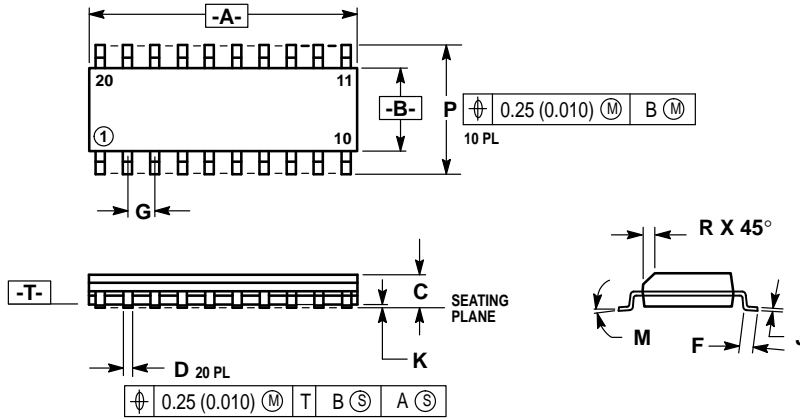 -A-
20 11
-B-
P
⌖ 0.25 (0.010) Ⓜ B Ⓜ
① 10
10 PL
G
R X 45°
-T-
C
SEATING
PLANE
M
F
J
K
D 20 PL
⌖ 0.25 (0.010) Ⓜ T B Ⓢ A Ⓢ